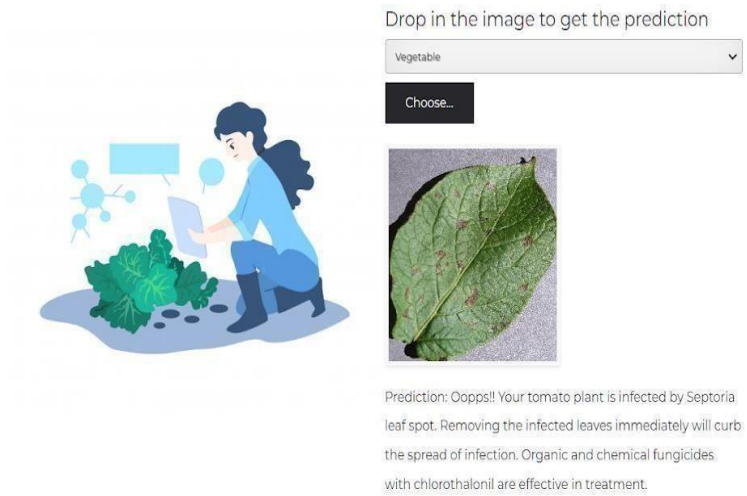 Drop in the image to get the prediction
Vegetable
Choose...
Prediction: Oopps!! Your tomato plant is infected by Septoria
leaf spot. Removing the infected leaves immediately will curb
the spread of infection. Organic and chemical fungicides
with chlorothalonil are effective in treatment.